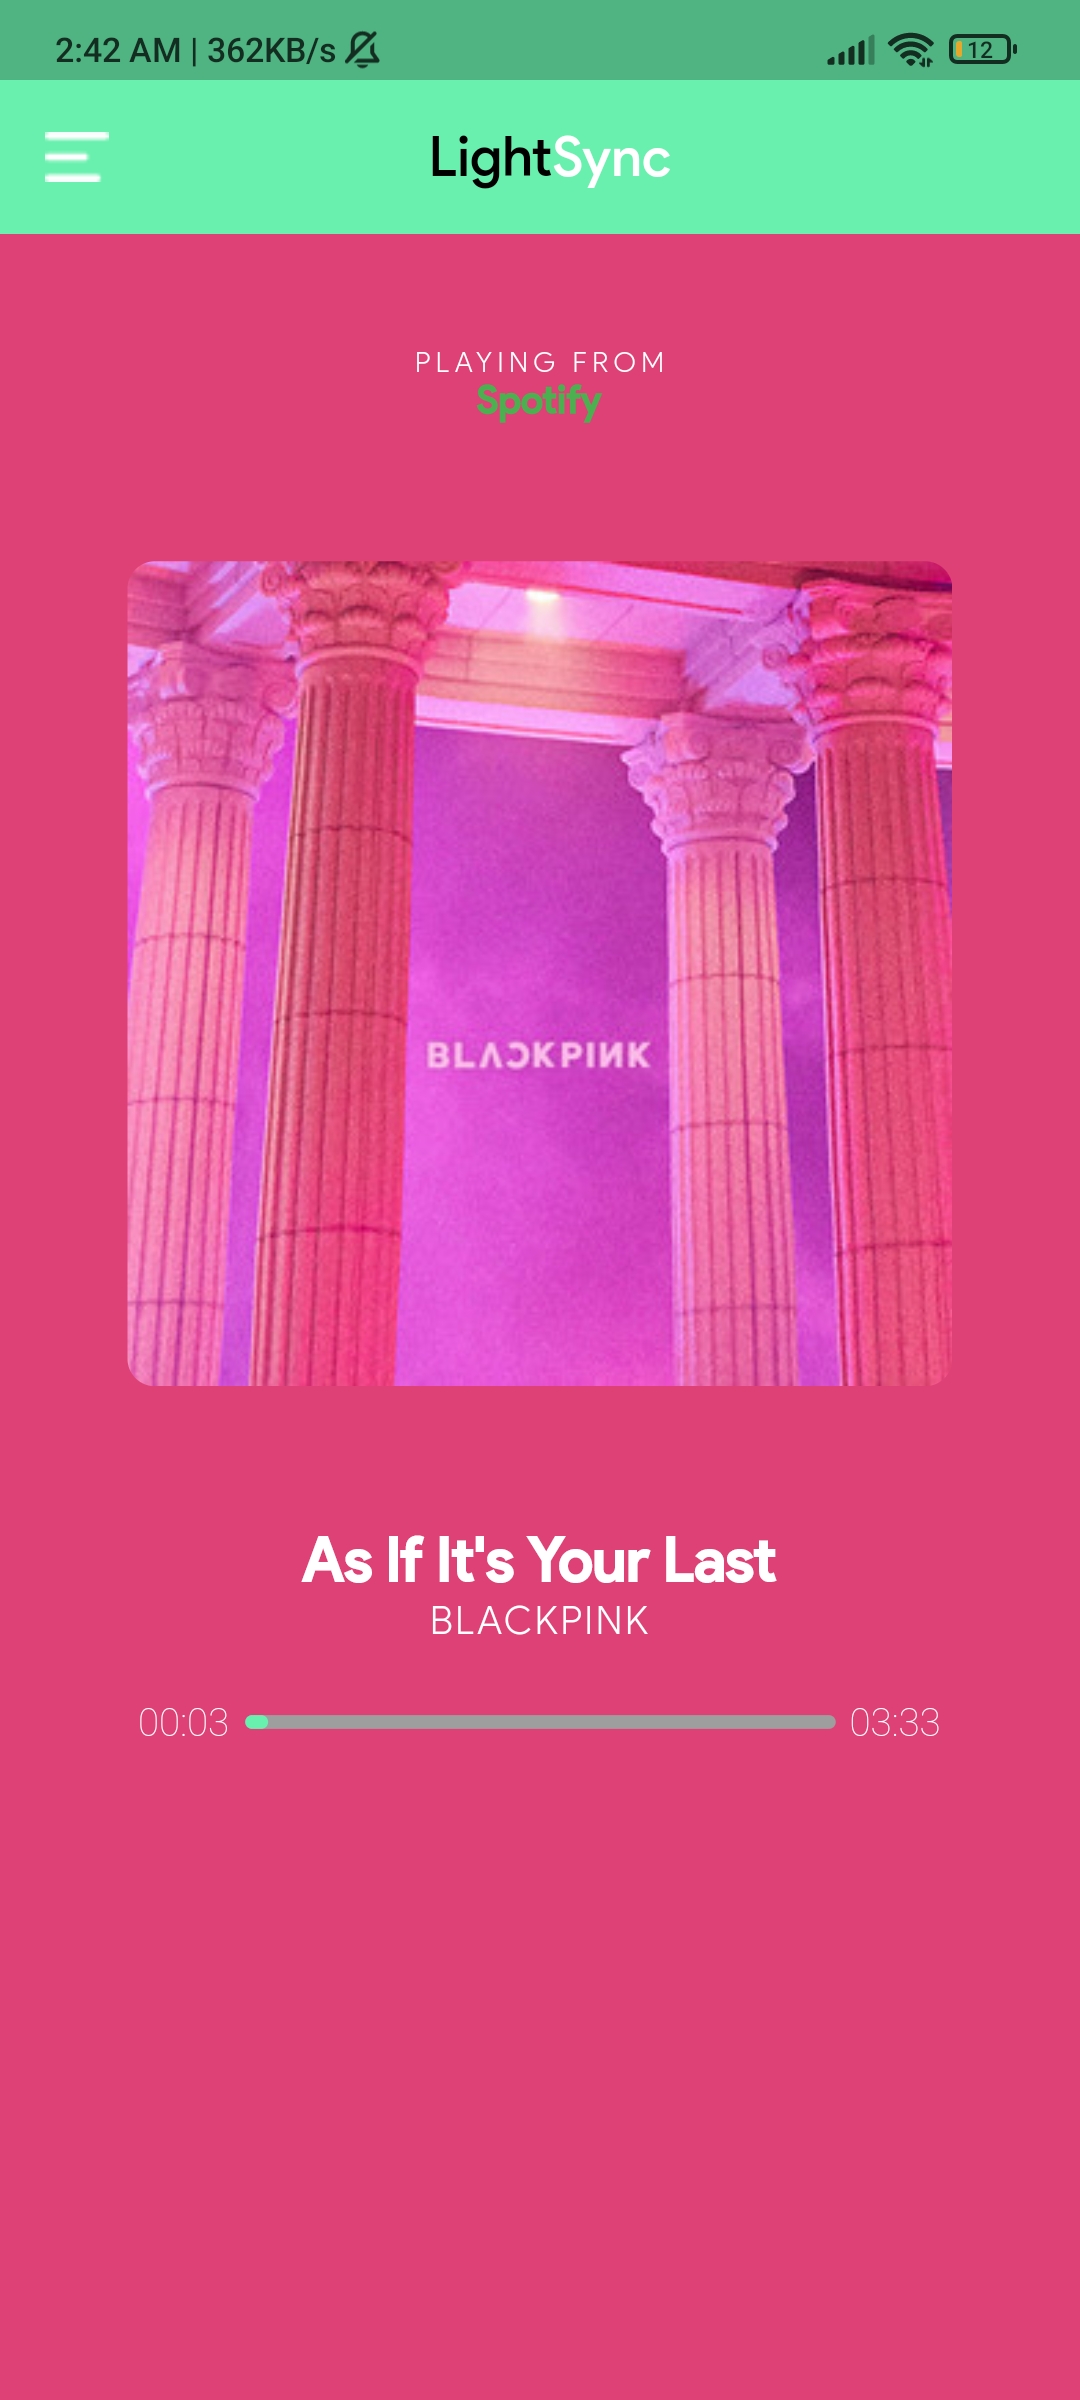 2:42 AM | 362KB/s 12
LightSync
PLAYING FROM
Spotify
BLACKPINK
As If It's Your Last
BLACKPINK
00:03 03:33